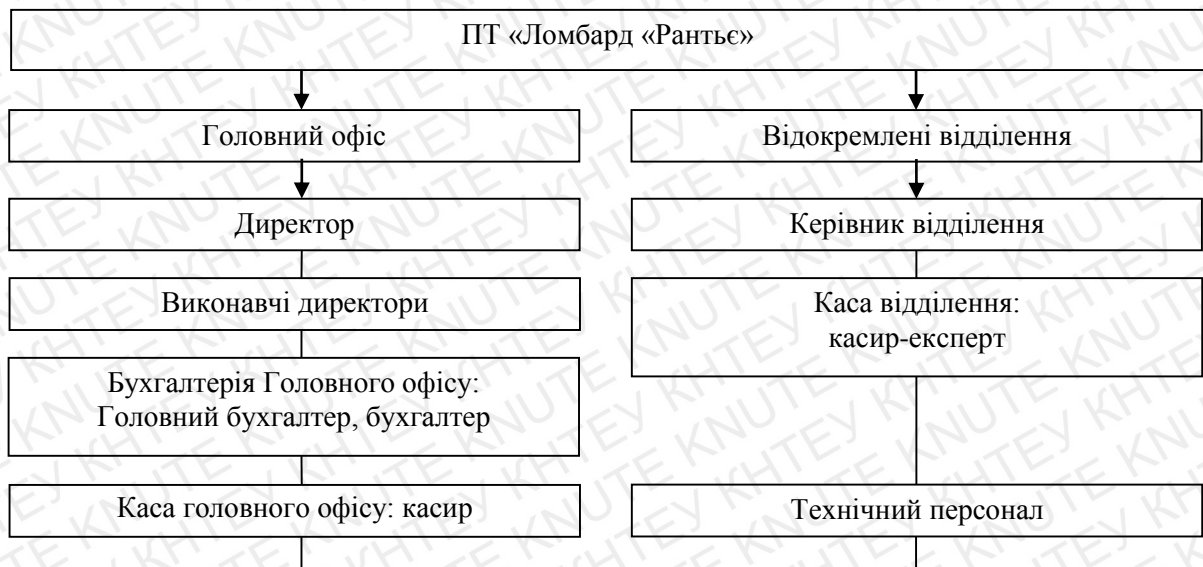 ПТ «Ломбард «Рантьє»
Головний офіс
Відокремлені відділення
Директор
Керівник відділення
Виконавчі директори
Каса відділення:
касир-експерт
Бухгалтерія Головного офісу:
Головний бухгалтер, бухгалтер
Каса головного офісу: касир
Технічний персонал